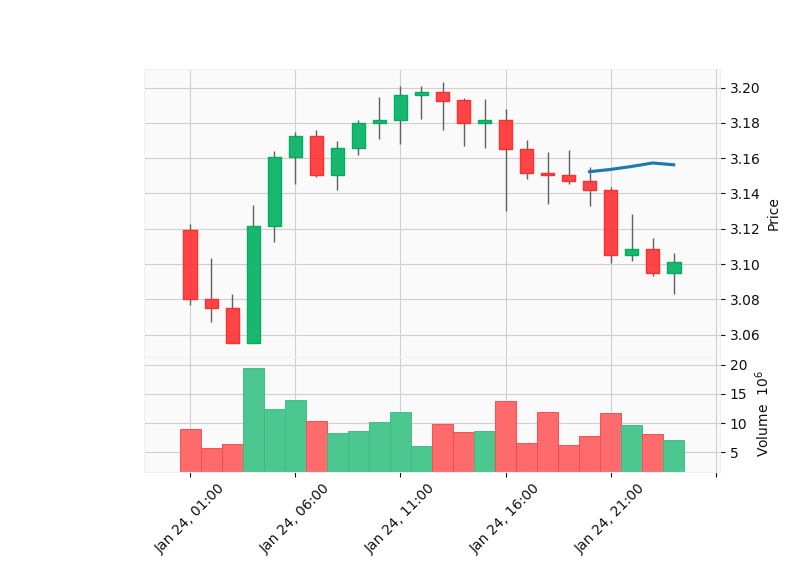 3.20
3.18
3.16
3.14
3.12
3.10
3.08
3.06
Price
20
15
10
5
Volume 10⁶
Jan 24, 01:00
Jan 24, 06:00
Jan 24, 11:00
Jan 24, 16:00
Jan 24, 21:00